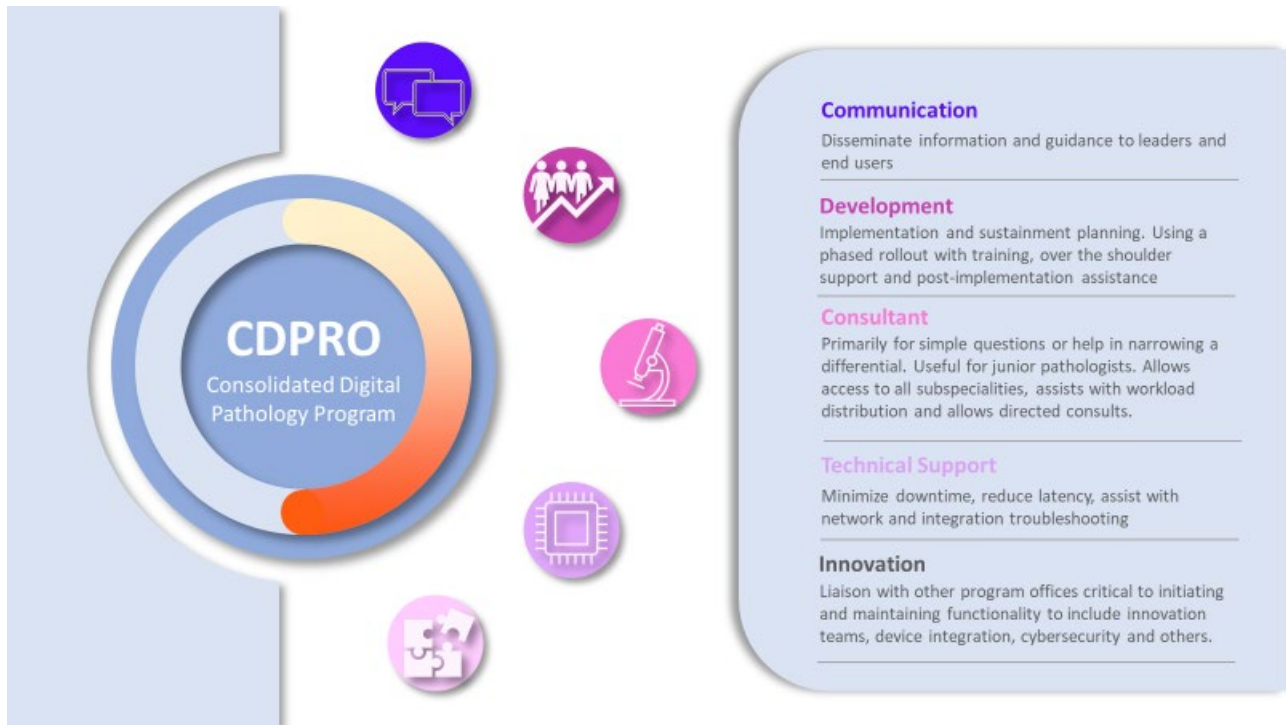 CDPRO
Consolidated Digital
Pathology Program
Communication
Disseminate information and guidance to leaders and
end users
Development
Implementation and sustainment planning. Using a
phased rollout with training, over the shoulder
support and post-implementation assistance
Consultant
Primarily for simple questions or help in narrowing a
differential. Useful for junior pathologists. Allows
access to all subspecialities, assists with workload
distribution and allows directed consults.
Technical Support
Minimize downtime, reduce latency, assist with
network and integration troubleshooting
Innovation
Liaison with other program offices critical to initiating
and maintaining functionality to include innovation
teams, device integration, cybersecurity and others.